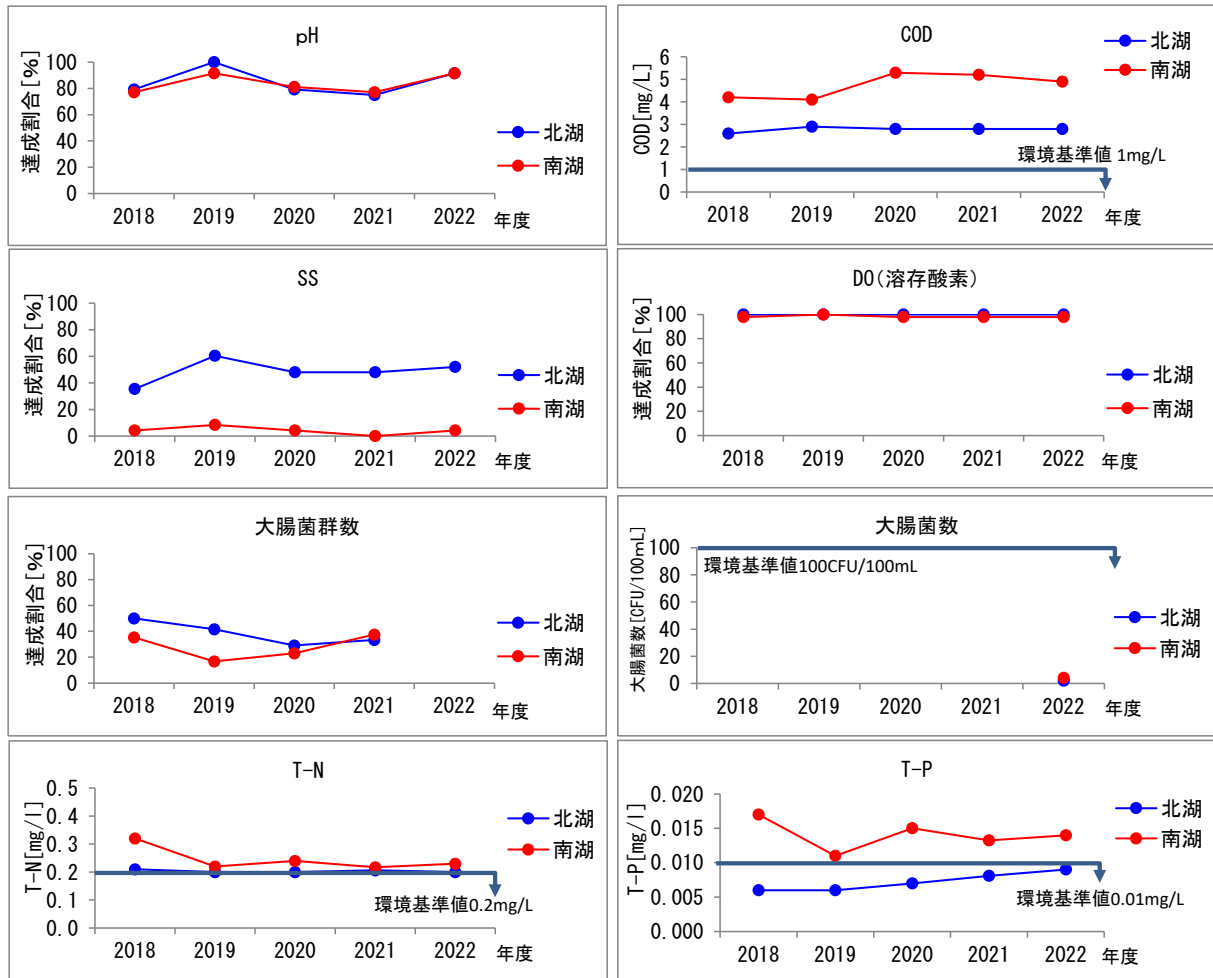 pH
達成割合[%]
100
80
60
40
20
0
2018 2019 2020 2021 2022 年度
北湖
南湖
COD
COD[mg/L]
6
5
4
3
2
1
0
2018 2019 2020 2021 2022 年度
北湖
南湖
環境基準値 1mg/L
SS
達成割合[%]
100
80
60
40
20
0
2018 2019 2020 2021 2022 年度
北湖
南湖
DO(溶存酸素)
達成割合[%]
100
80
60
40
20
0
2018 2019 2020 2021 2022 年度
北湖
南湖
大腸菌群数
達成割合[%]
100
80
60
40
20
0
2018 2019 2020 2021 2022 年度
北湖
南湖
大腸菌数
大腸菌数[CFU/100mL]
100
80
60
40
20
0
2018 2019 2020 2021 2022 年度
環境基準値100CFU/100mL
北湖
南湖
T-N
T-N[mg/l]
0.5
0.4
0.3
0.2
0.1
0.0
2018 2019 2020 2021 2022 年度
北湖
南湖
環境基準値0.2mg/L
T-P
T-P[mg/l]
0.020
0.015
0.010
0.005
0.000
2018 2019 2020 2021 2022 年度
北湖
南湖
環境基準値0.01mg/L